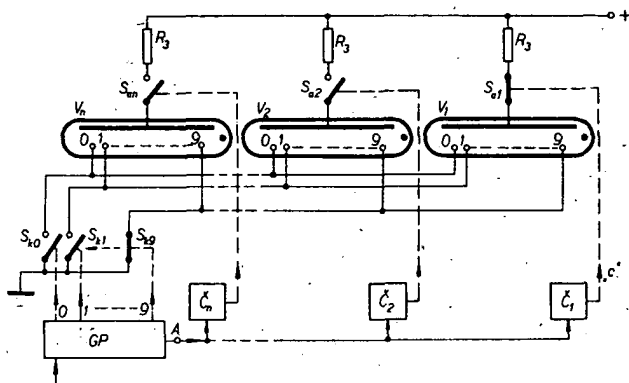 +
R3 R3 R3
San Sa2 Sa1
Vn V2 V1
0 1 9 0 1 9 0 1 9
Sk0 Sk1 Sk9
"c"
0 1 9
Čn Č2 Č1
GP A